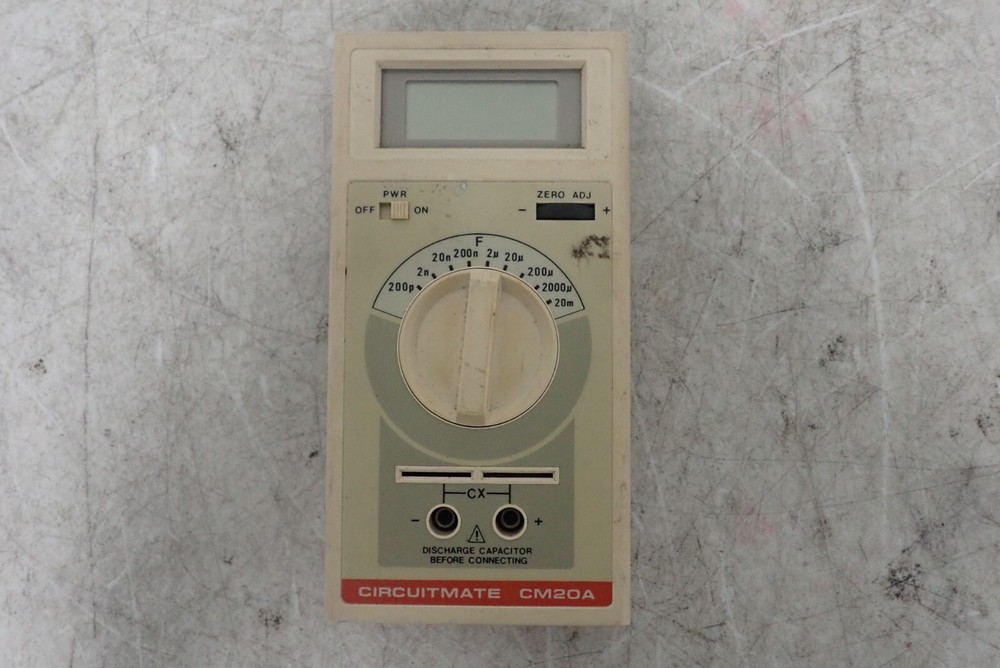 PWR
OFF ON
ZERO ADJ
- +
F
200p 2n 20n 200n 2μ 20μ 200μ 2000μ 20m
CX
- +
DISCHARGE CAPACITOR
BEFORE CONNECTING
CIRCUITMATE CM20A